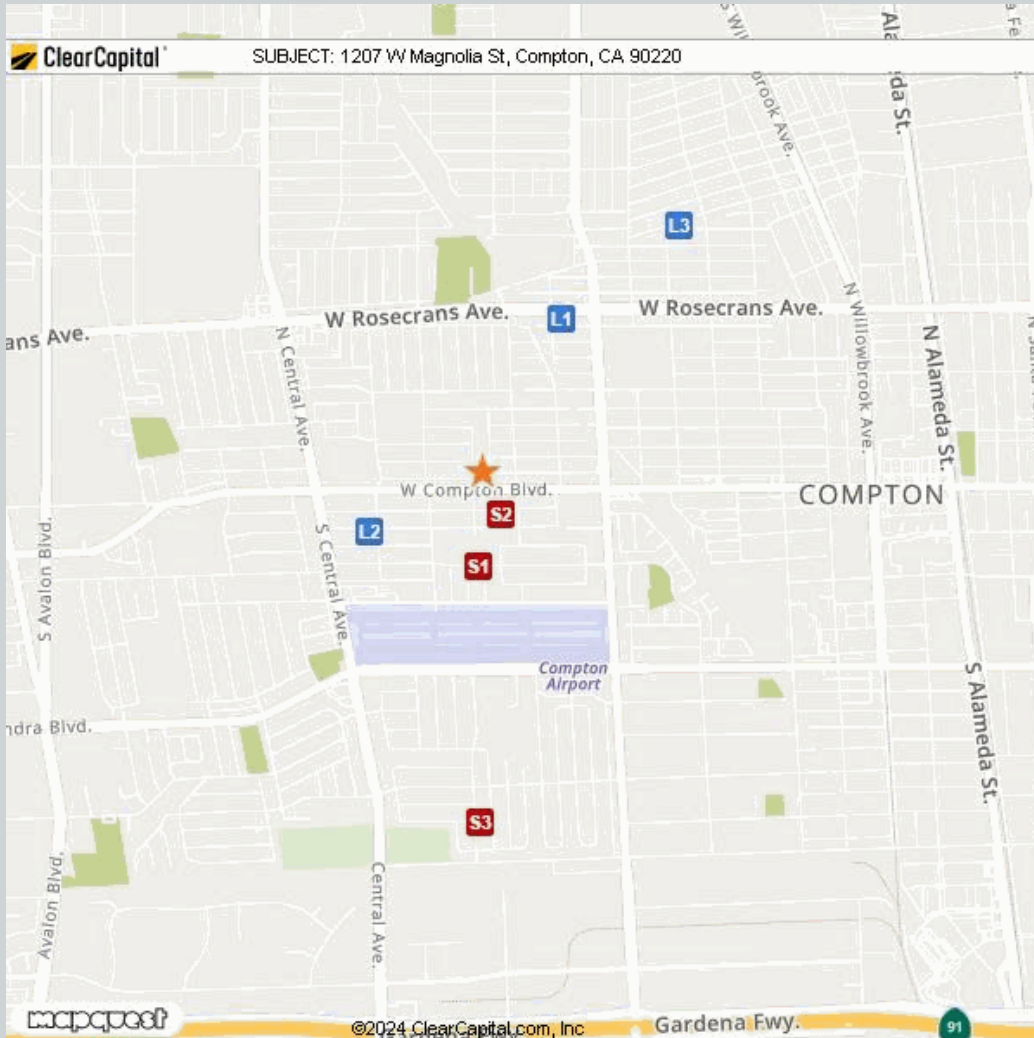 Ala
ClearCapital
SUBJECT: 1207 W Magnolia St, Compton, CA 90220
brook Ave.
da St.
L3
W Rosecrans Ave.
L1
W Rosecrans Ave.
ans Ave.
N Central Ave.
N Willowbrook Ave.
N Alameda St.
W Compton Blvd.
COMPTON
S2
L2
S1
S Avalon Blvd.
S Central Ave.
Compton
Airport
S Alameda St.
ndra Blvd.
S3
Avalon Blvd.
Central Ave.
mapquest
©2024 ClearCapital.com, Inc
Gardena Fwy.
91